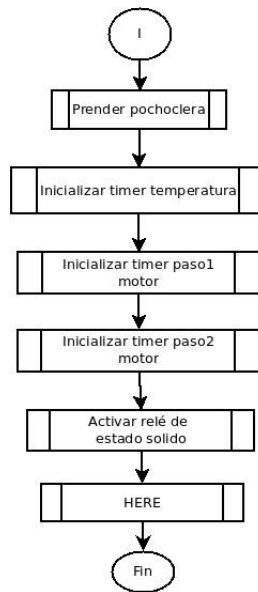 I
Prender pochoclera
Inicializar timer temperatura
Inicializar timer paso1
motor
Inicializar timer paso2
motor
Activar relé de
estado solido
HERE
Fin